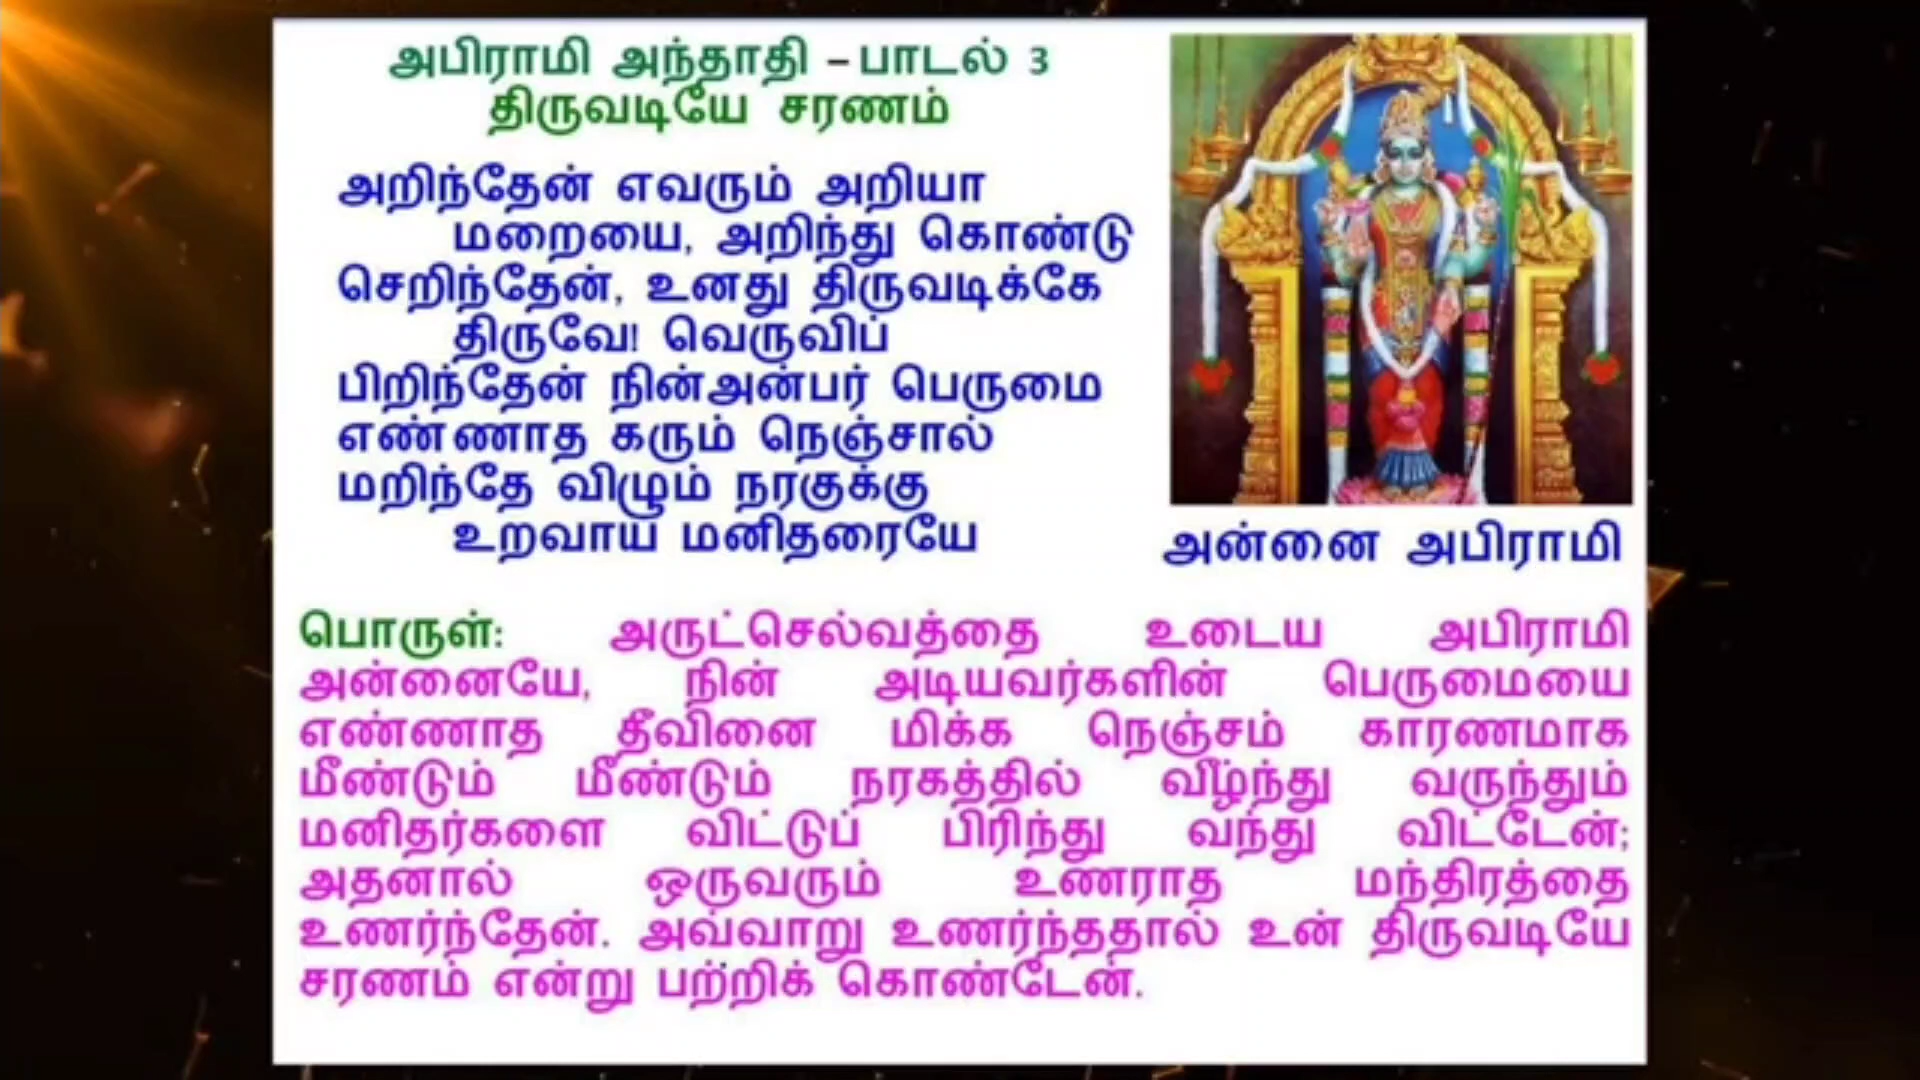 அபிராமி அந்தாதி – பாடல் 3
திருவடியே சரணம்
அறிந்தேன் எவரும் அறியா
மறையை, அறிந்து கொண்டு
செறிந்தேன், உனது திருவடிக்கே
திருவே! வெருவிப்
பிறிந்தேன் நின்அன்பர் பெருமை
எண்ணாத கரும் நெஞ்சால்
மறிந்தே விழும் நரகுக்கு
உறவாய மனிதரையே
அன்னை அபிராமி
பொருள்: அருட்செல்வத்தை உடைய அபிராமி
அன்னையே, நின் அடியவர்களின் பெருமையை
எண்ணாத தீவினை மிக்க நெஞ்சம் காரணமாக
மீண்டும் மீண்டும் நரகத்தில் வீழ்ந்து வருந்தும்
மனிதர்களை விட்டுப் பிரிந்து வந்து விட்டேன்;
அதனால் ஒருவரும் உணராத மந்திரத்தை
உணர்ந்தேன். அவ்வாறு உணர்ந்ததால் உன் திருவடியே
சரணம் என்று பற்றிக் கொண்டேன்.